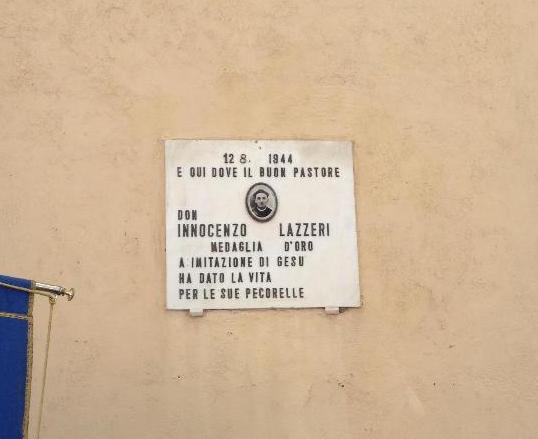 12 8. 1944
E QUI DOVE IL BUON PASTORE
DON
INNOCENZO LAZZERI
MEDAGLIA D'ORO
A IMITAZIONE DI GESU
HA DATO LA VITA
PER LE SUE PECORELLE